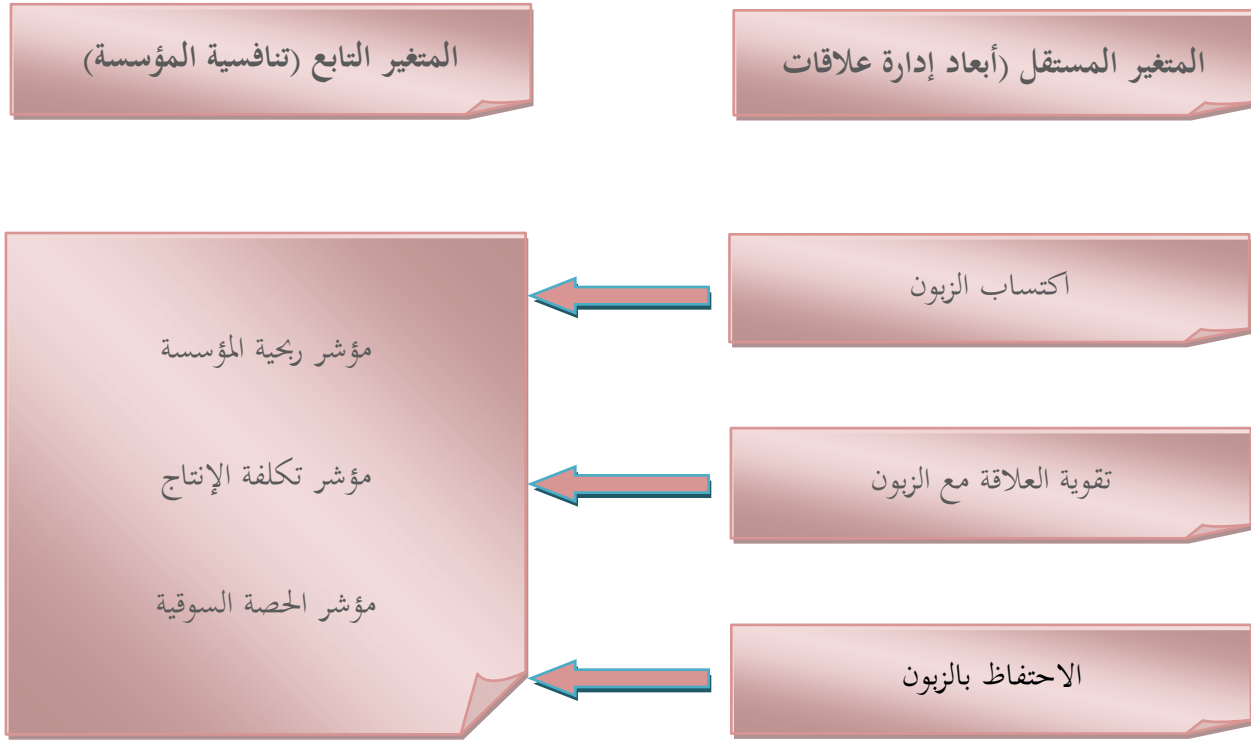 المتغير المستقل (أبعاد إدارة علاقات
المتغير التابع (تنافسية المؤسسة)
اكتساب الزبون
تقوية العلاقة مع الزبون
الاحتفاظ بالزبون
مؤشر ربحية المؤسسة
مؤشر تكلفة الإنتاج
مؤشر الحصة السوقية